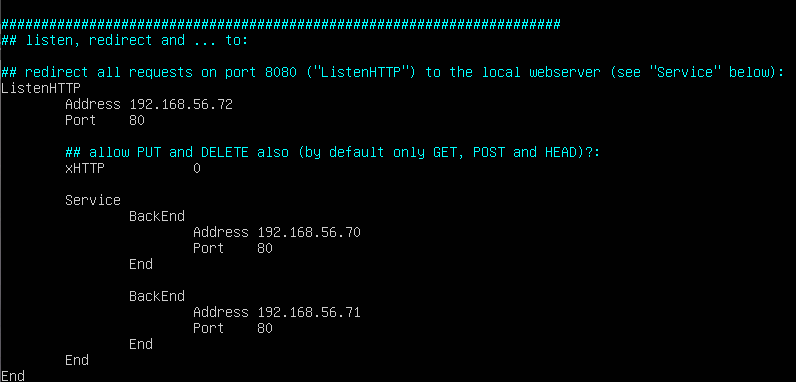 ######################################################################
## listen, redirect and ... to:
## redirect all requests on port 8080 ("ListenHTTP") to the local webserver (see "Service" below):
ListenHTTP
Address 192.168.56.72
Port 80
## allow PUT and DELETE also (by default only GET, POST and HEAD)?:
xHTTP 0
Service
BackEnd
Address 192.168.56.70
Port 80
End
BackEnd
Address 192.168.56.71
Port 80
End
End
End